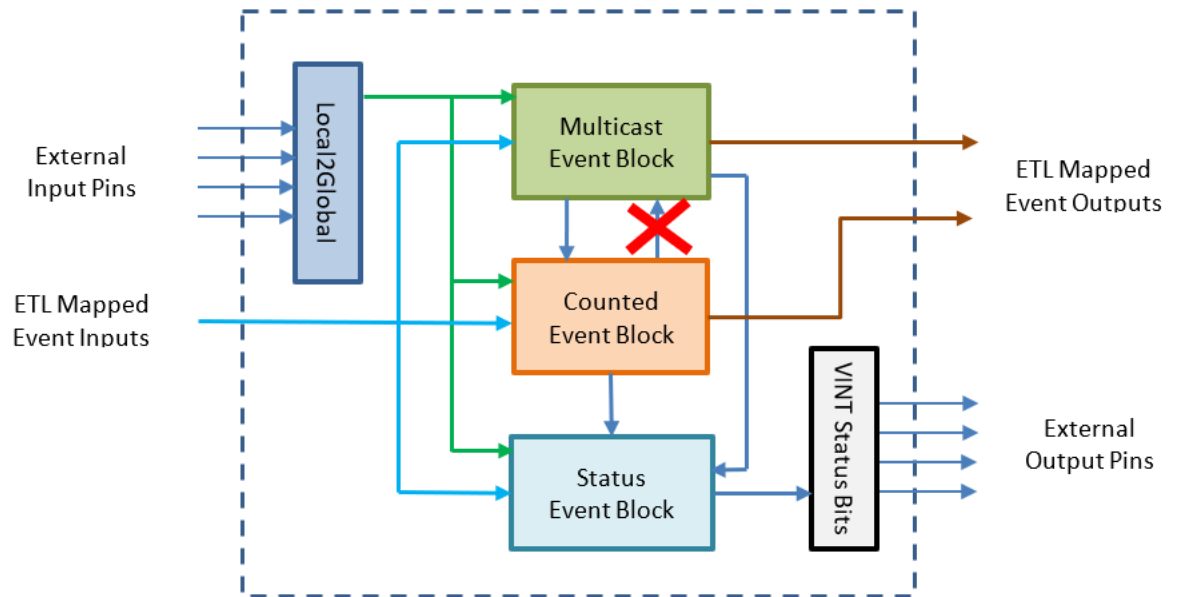 External
Input Pins
ETL Mapped
Event Inputs
Local2Global
Multicast
Event Block
Counted
Event Block
Status
Event Block
VINT Status Bits
ETL Mapped
Event Outputs
External
Output Pins